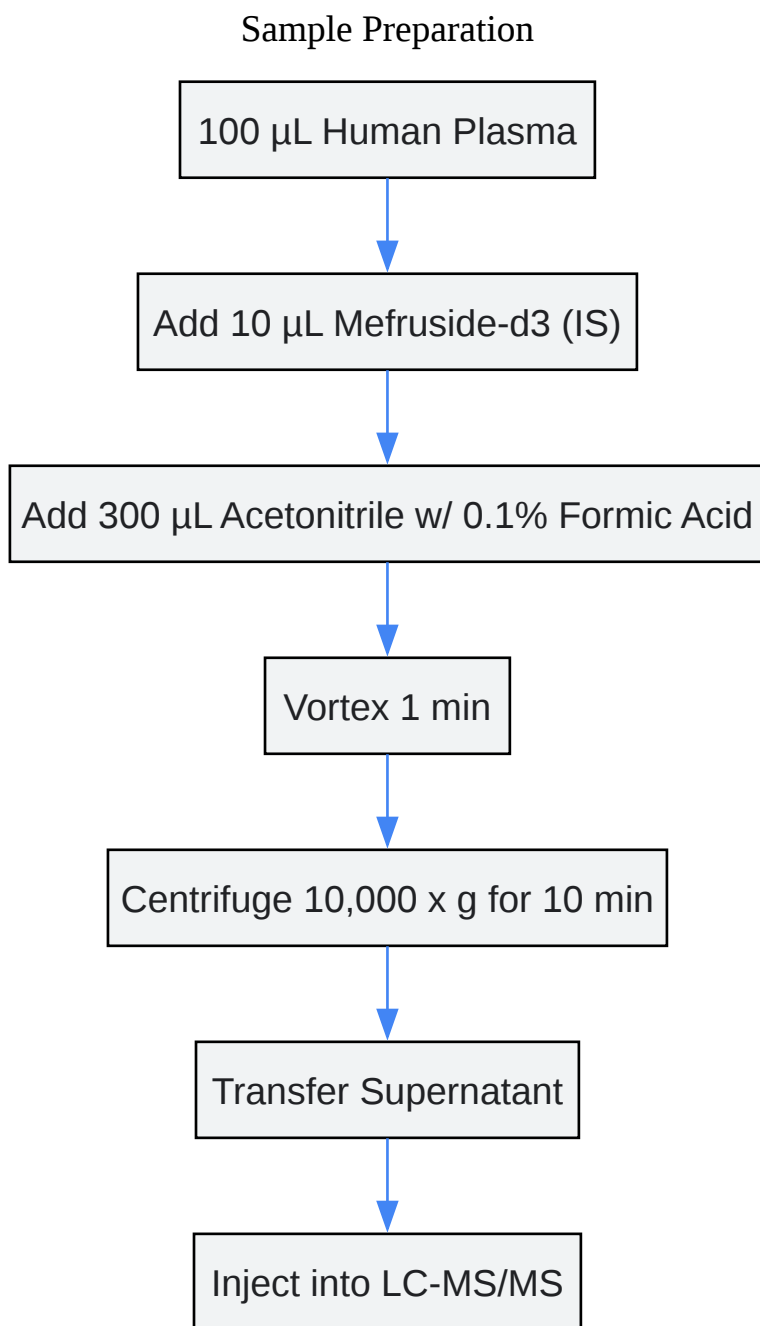 Sample Preparation
100 µL Human Plasma
Add 10 µL Mefruside-d3 (IS)
Add 300 µL Acetonitrile w/ 0.1% Formic Acid
Vortex 1 min
Centrifuge 10,000 x g for 10 min
Transfer Supernatant
Inject into LC-MS/MS